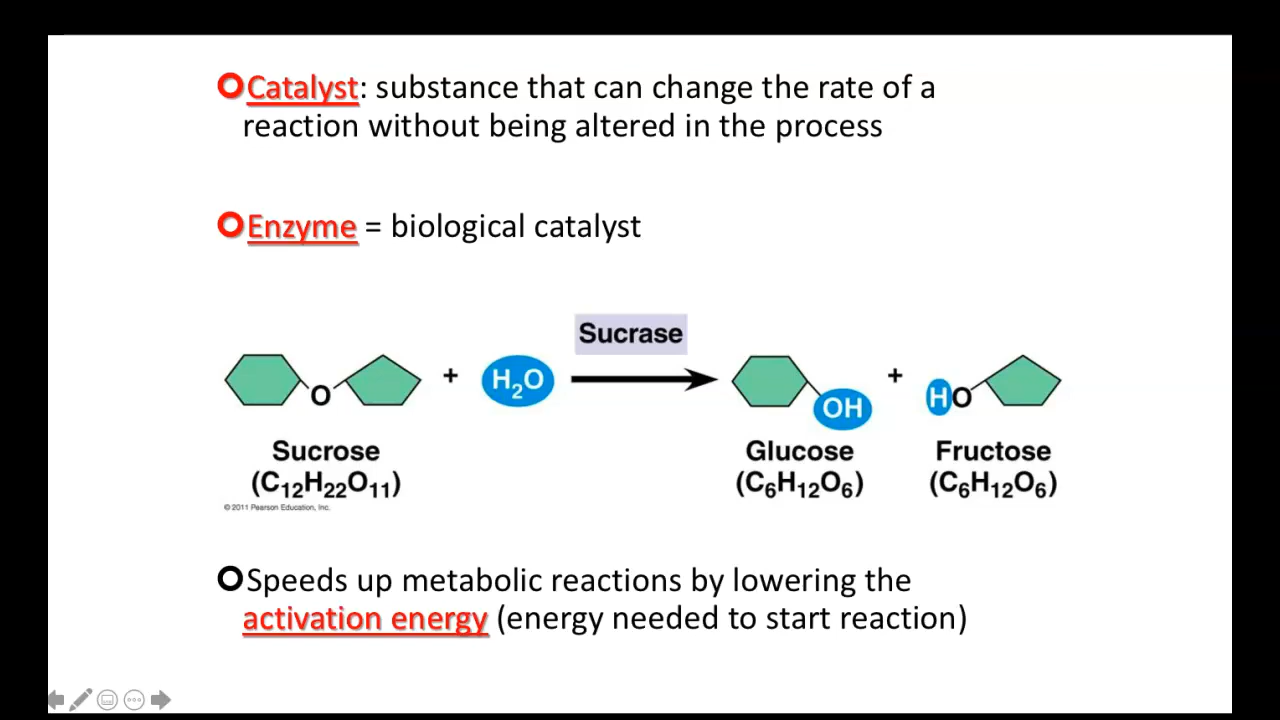 Catalyst: substance that can change the rate of a
reaction without being altered in the process
Enzyme = biological catalyst
Sucrase
O
+
H₂O
OH
+
HO
Sucrose
Glucose
Fructose
(C₁₂H₂₂O₁₁)
(C₆H₁₂O₆)
(C₆H₁₂O₆)
© 2011 Pearson Education, Inc.
Speeds up metabolic reactions by lowering the
activation energy (energy needed to start reaction)